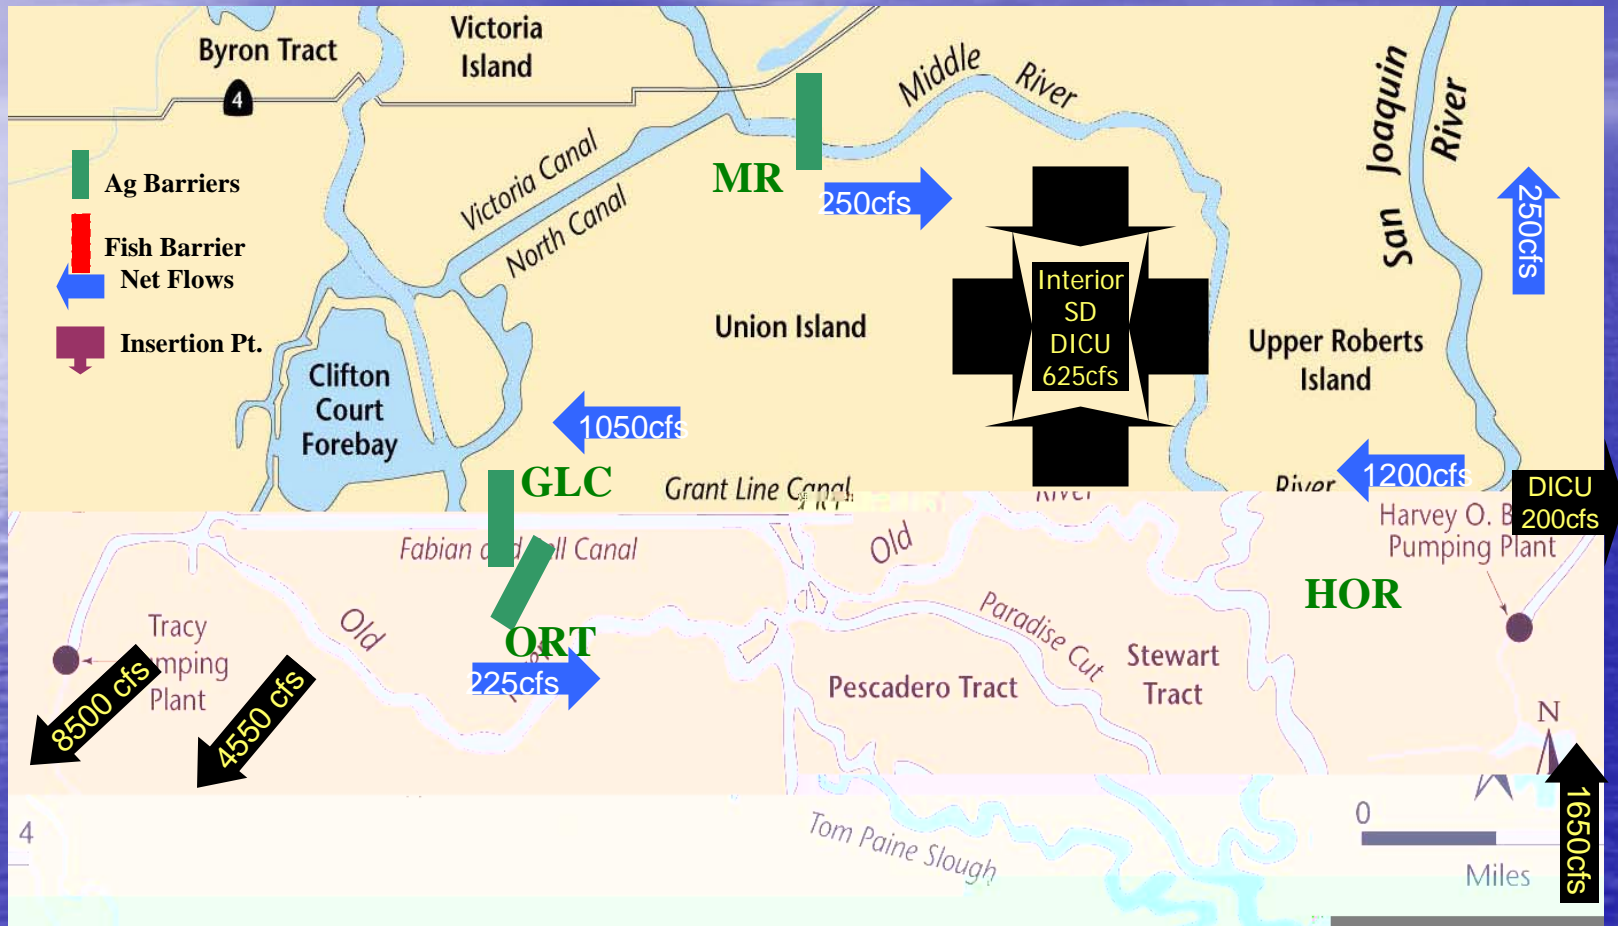 Byron Tract
Victoria
Island
4
Middle
River
San Joaquin
River
Ag Barriers
Fish Barrier
Net Flows
Insertion Pt.
Victoria Canal
North Canal
MR
250cfs
250cfs
Interior
SD
DICU
625cfs
Union Island
Upper Roberts
Island
Clifton
Court
Forebay
1050cfs
GLC
Grant Line Canal
River
River
1200cfs
DICU
200cfs
Harvey O.
Pumping Plant
Fabian Canal
Old
HOR
Old
ORT
225cfs
Paradise Cut
Stewart
Tract
Pescadero Tract
Tracy
Plant
8500 cfs
4550 cfs
N
1650cfs
0
Miles
4
Tom Paine Slough